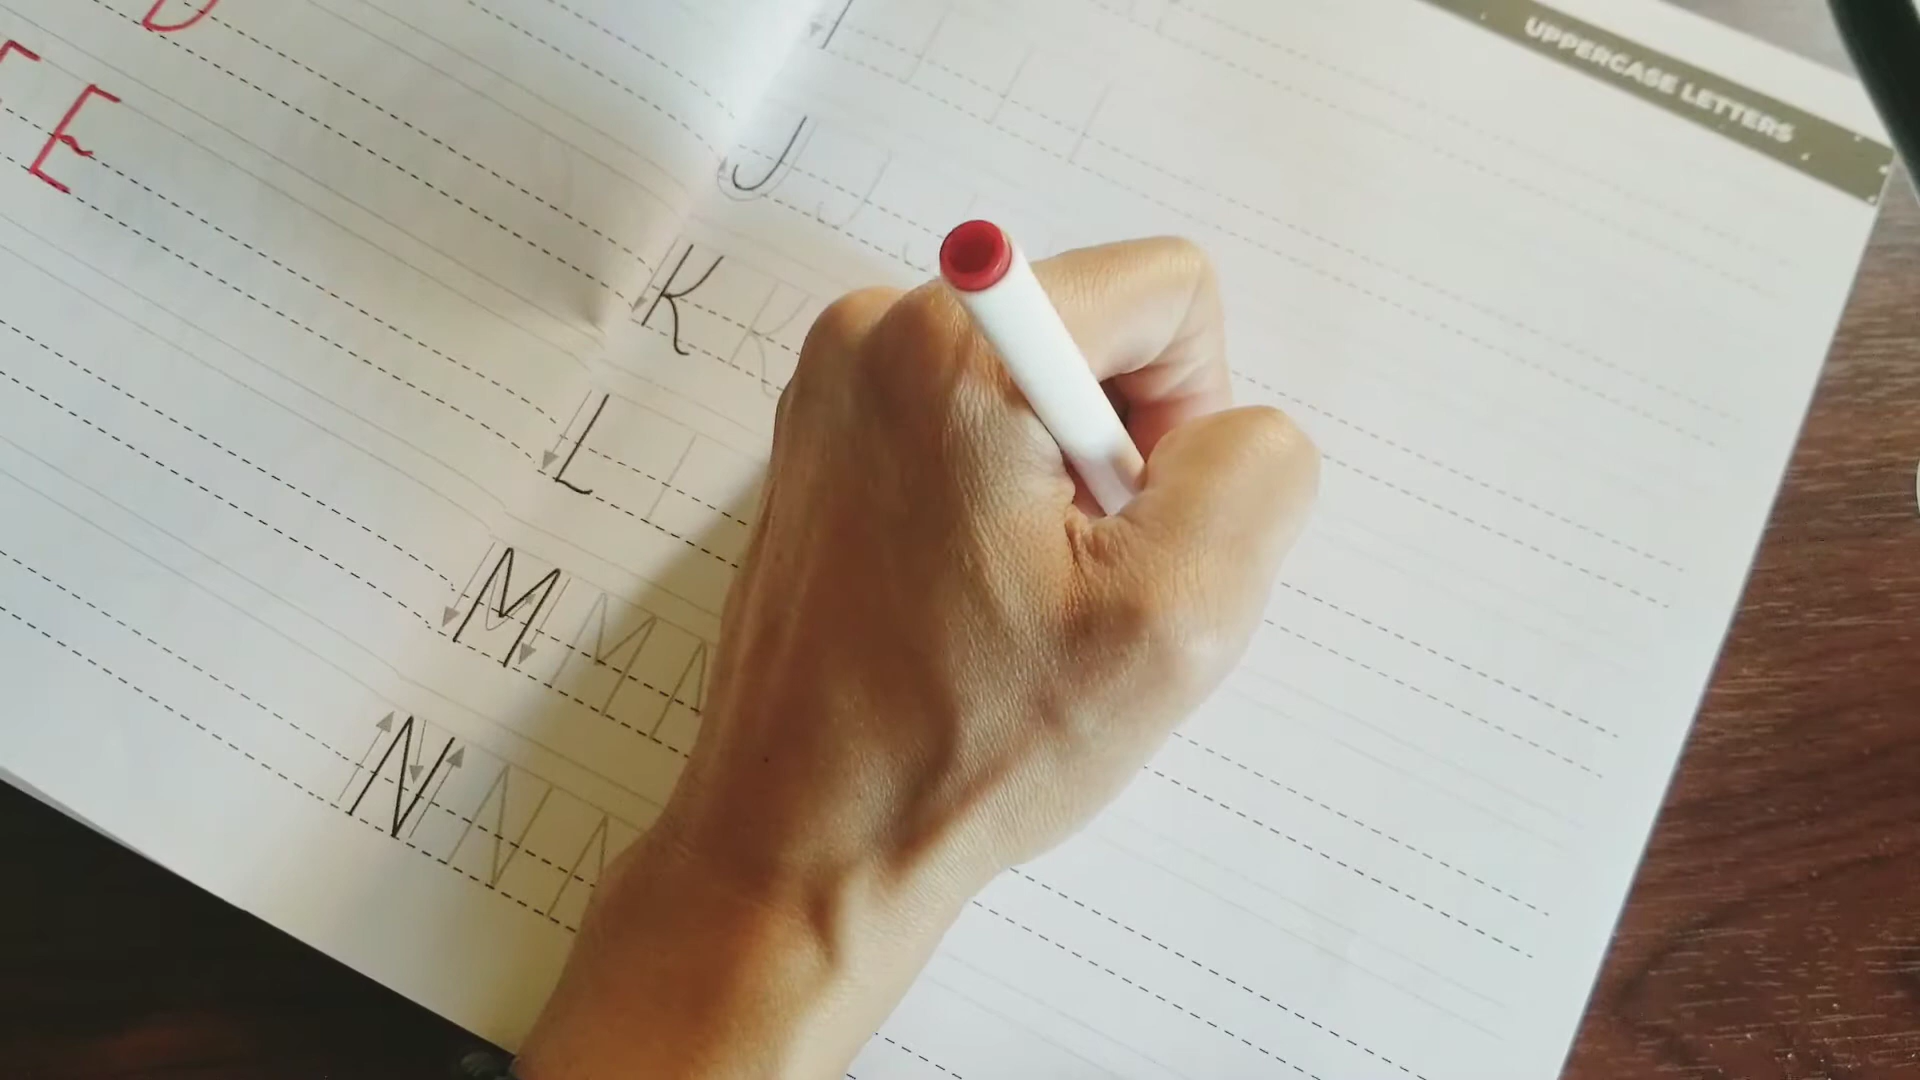 UPPERCASE LETTERS
D
E E
I I I I
J J J
K K
L L
M M M
N N N